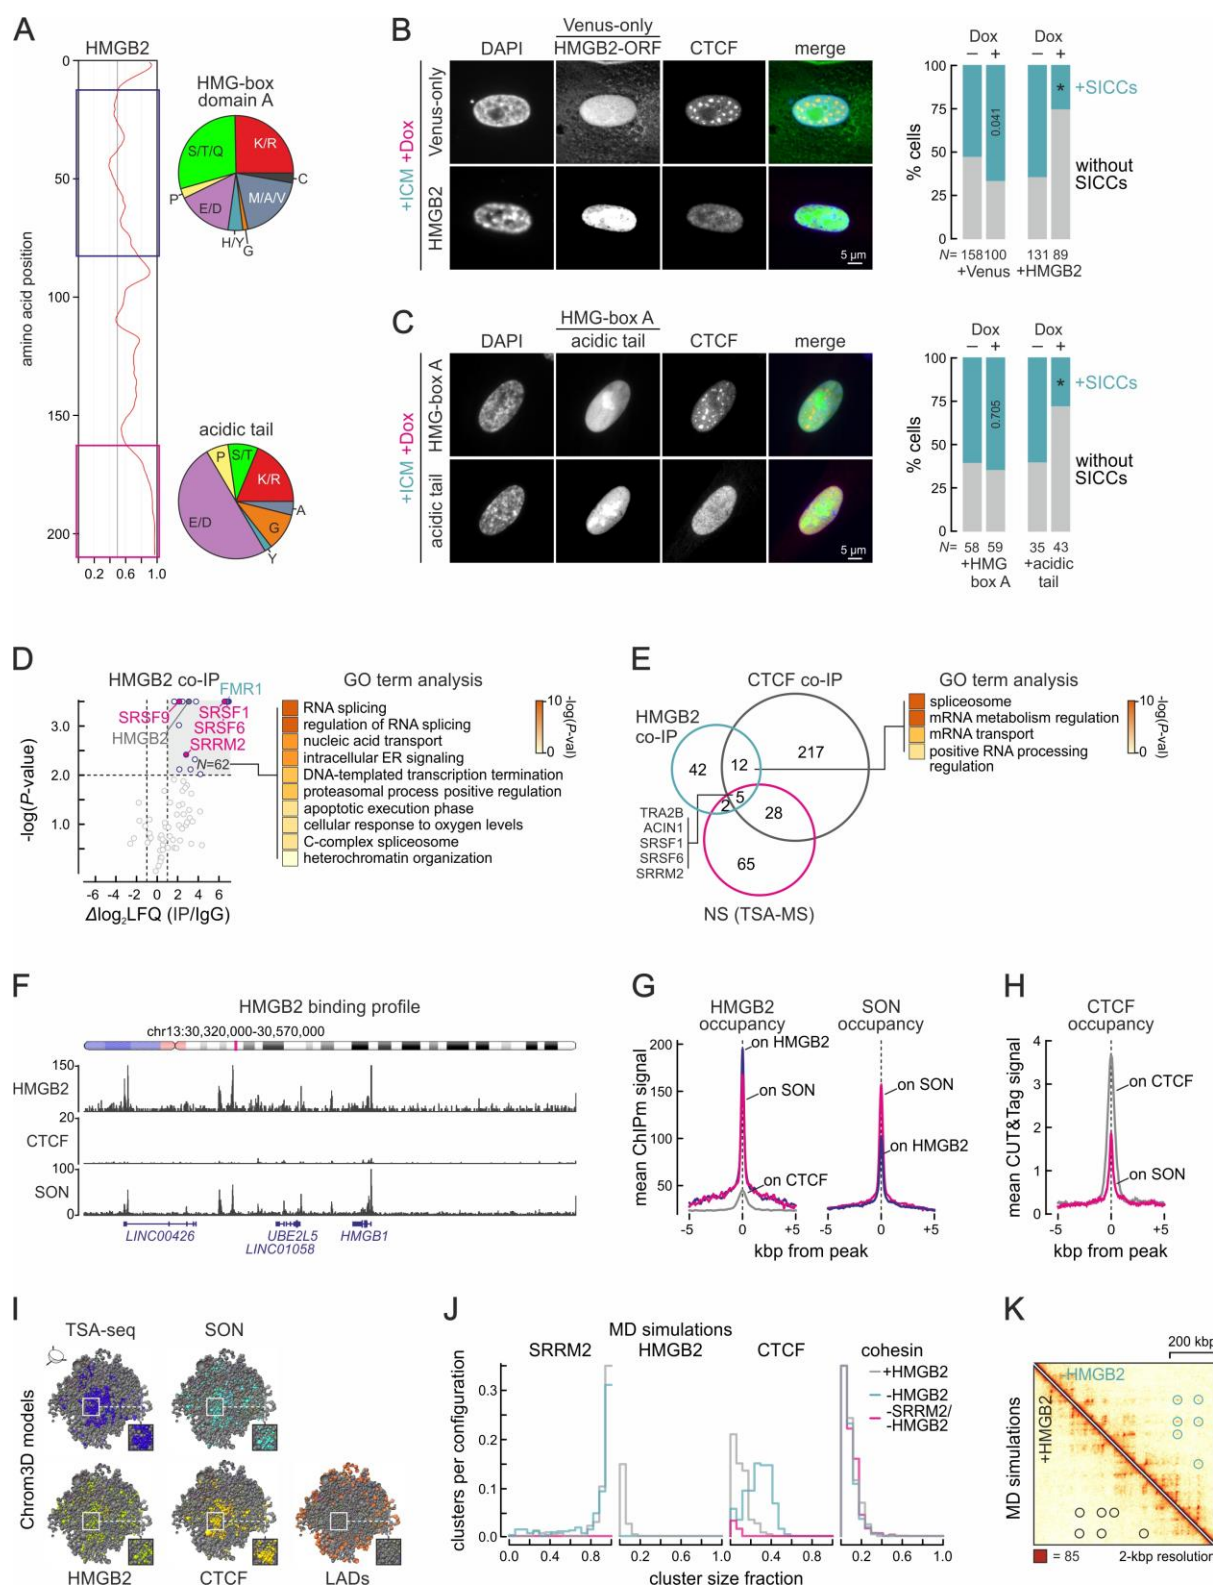 A
HMGB2
0
50
100
150
200
amino acid position
0.2 0.6 1.0
HMG-box
domain A
S/T/Q
K/R
C
M/A/V
G
H/Y
E/D
P
acidic tail
P
S/T
K/R
A
G
Y
E/D
B
DAPI
Venus-only
HMGB2-ORF
CTCF
merge
+ICM +Dox
Venus-only
HMGB2
5 µm
Dox
– + – +
100
75
50
25
0
% cells
0.041
*
+SICCs
without
SICCs
N= 158 100 131 89
+Venus +HMGB2
C
DAPI
HMG-box A
acidic tail
CTCF
merge
+ICM +Dox
HMG-box A
acidic tail
5 µm
Dox
– + – +
100
75
50
25
0
% cells
0.705
*
+SICCs
without
SICCs
N= 58 59 35 43
+HMG
box A
+acidic
tail
D
HMGB2 co-IP
FMR1
SRSF9
SRSF1
HMGB2
SRSF6
SRRM2
N=62
3.0
2.0
1.0
-log(P-value)
-6 -4 -2 0 2 4 6
Δlog2LFQ (IP/IgG)
GO term analysis
RNA splicing
regulation of RNA splicing
nucleic acid transport
intracellular ER signaling
DNA-templated transcription termination
proteasomal process positive regulation
apoptotic execution phase
cellular response to oxygen levels
C-complex spliceosome
heterochromatin organization
10
0
-log(P-val)
E
CTCF co-IP
HMGB2
co-IP
42
12
217
5
2
28
65
TRA2B
ACIN1
SRSF1
SRSF6
SRRM2
NS (TSA-MS)
GO term analysis
spliceosome
mRNA metabolism regulation
mRNA transport
positive RNA processing
regulation
10
0
-log(P-val)
F
HMGB2 binding profile
chr13:30,320,000-30,570,000
150
HMGB2
20
CTCF
100
SON
0
LINC00426
UBE2L5
LINC01058
HMGB1
G
HMGB2
occupancy
SON
occupancy
200
150
100
50
mean ChIPm signal
on HMGB2
on SON
on CTCF
on SON
on HMGB2
-5 0 +5 -5 0 +5
kbp from peak
H
CTCF
occupancy
4
3
2
1
0
mean CUT&Tag signal
on CTCF
on SON
-5 0 +5
kbp from peak
I
TSA-seq
SON
Chrom3D models
HMGB2
CTCF
LADs
J
MD simulations
SRRM2
HMGB2
CTCF
cohesin
+HMGB2
-HMGB2
-SRRM2/
-HMGB2
0.3
0.2
0.1
0.0
clusters per configuration
0.0 0.4 0.8 0.0 0.4 0.8 0.0 0.4 0.8 0.0 0.4 0.8 1.0
cluster size fraction
K
200 kbp
-HMGB2
+HMGB2
MD simulations
= 85
2-kbp resolution